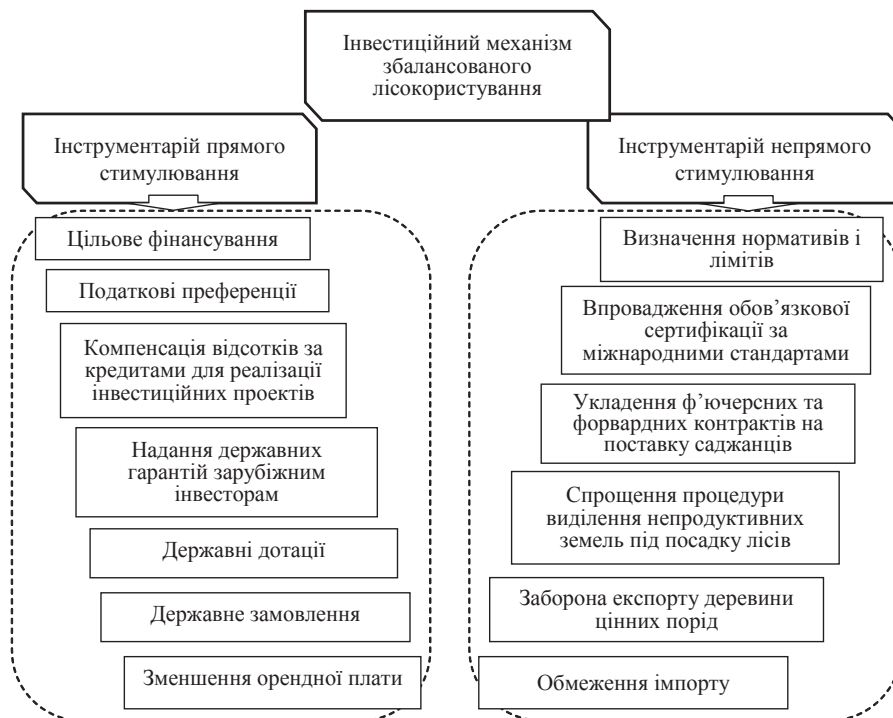 Інвестиційний механізм
збалансованого
лісокористування
Інструментарій прямого
стимулювання
Цільове фінансування
Податкові преференції
Компенсація відсотків за
кредитами для реалізації
інвестиційних проектів
Надання державних
гарантій зарубіжним
інвесторам
Державні дотації
Державне замовлення
Зменшення орендної плати
Інструментарій непрямого
стимулювання
Визначення нормативів і
лімітів
Впровадження обов’язкової
сертифікації за
міжнародними стандартами
Укладення ф’ючерсних та
форвардних контрактів на
поставку саджанців
Спрощення процедури
виділення непродуктивних
земель під посадку лісів
Заборона експорту деревини
цінних порід
Обмеження імпорту